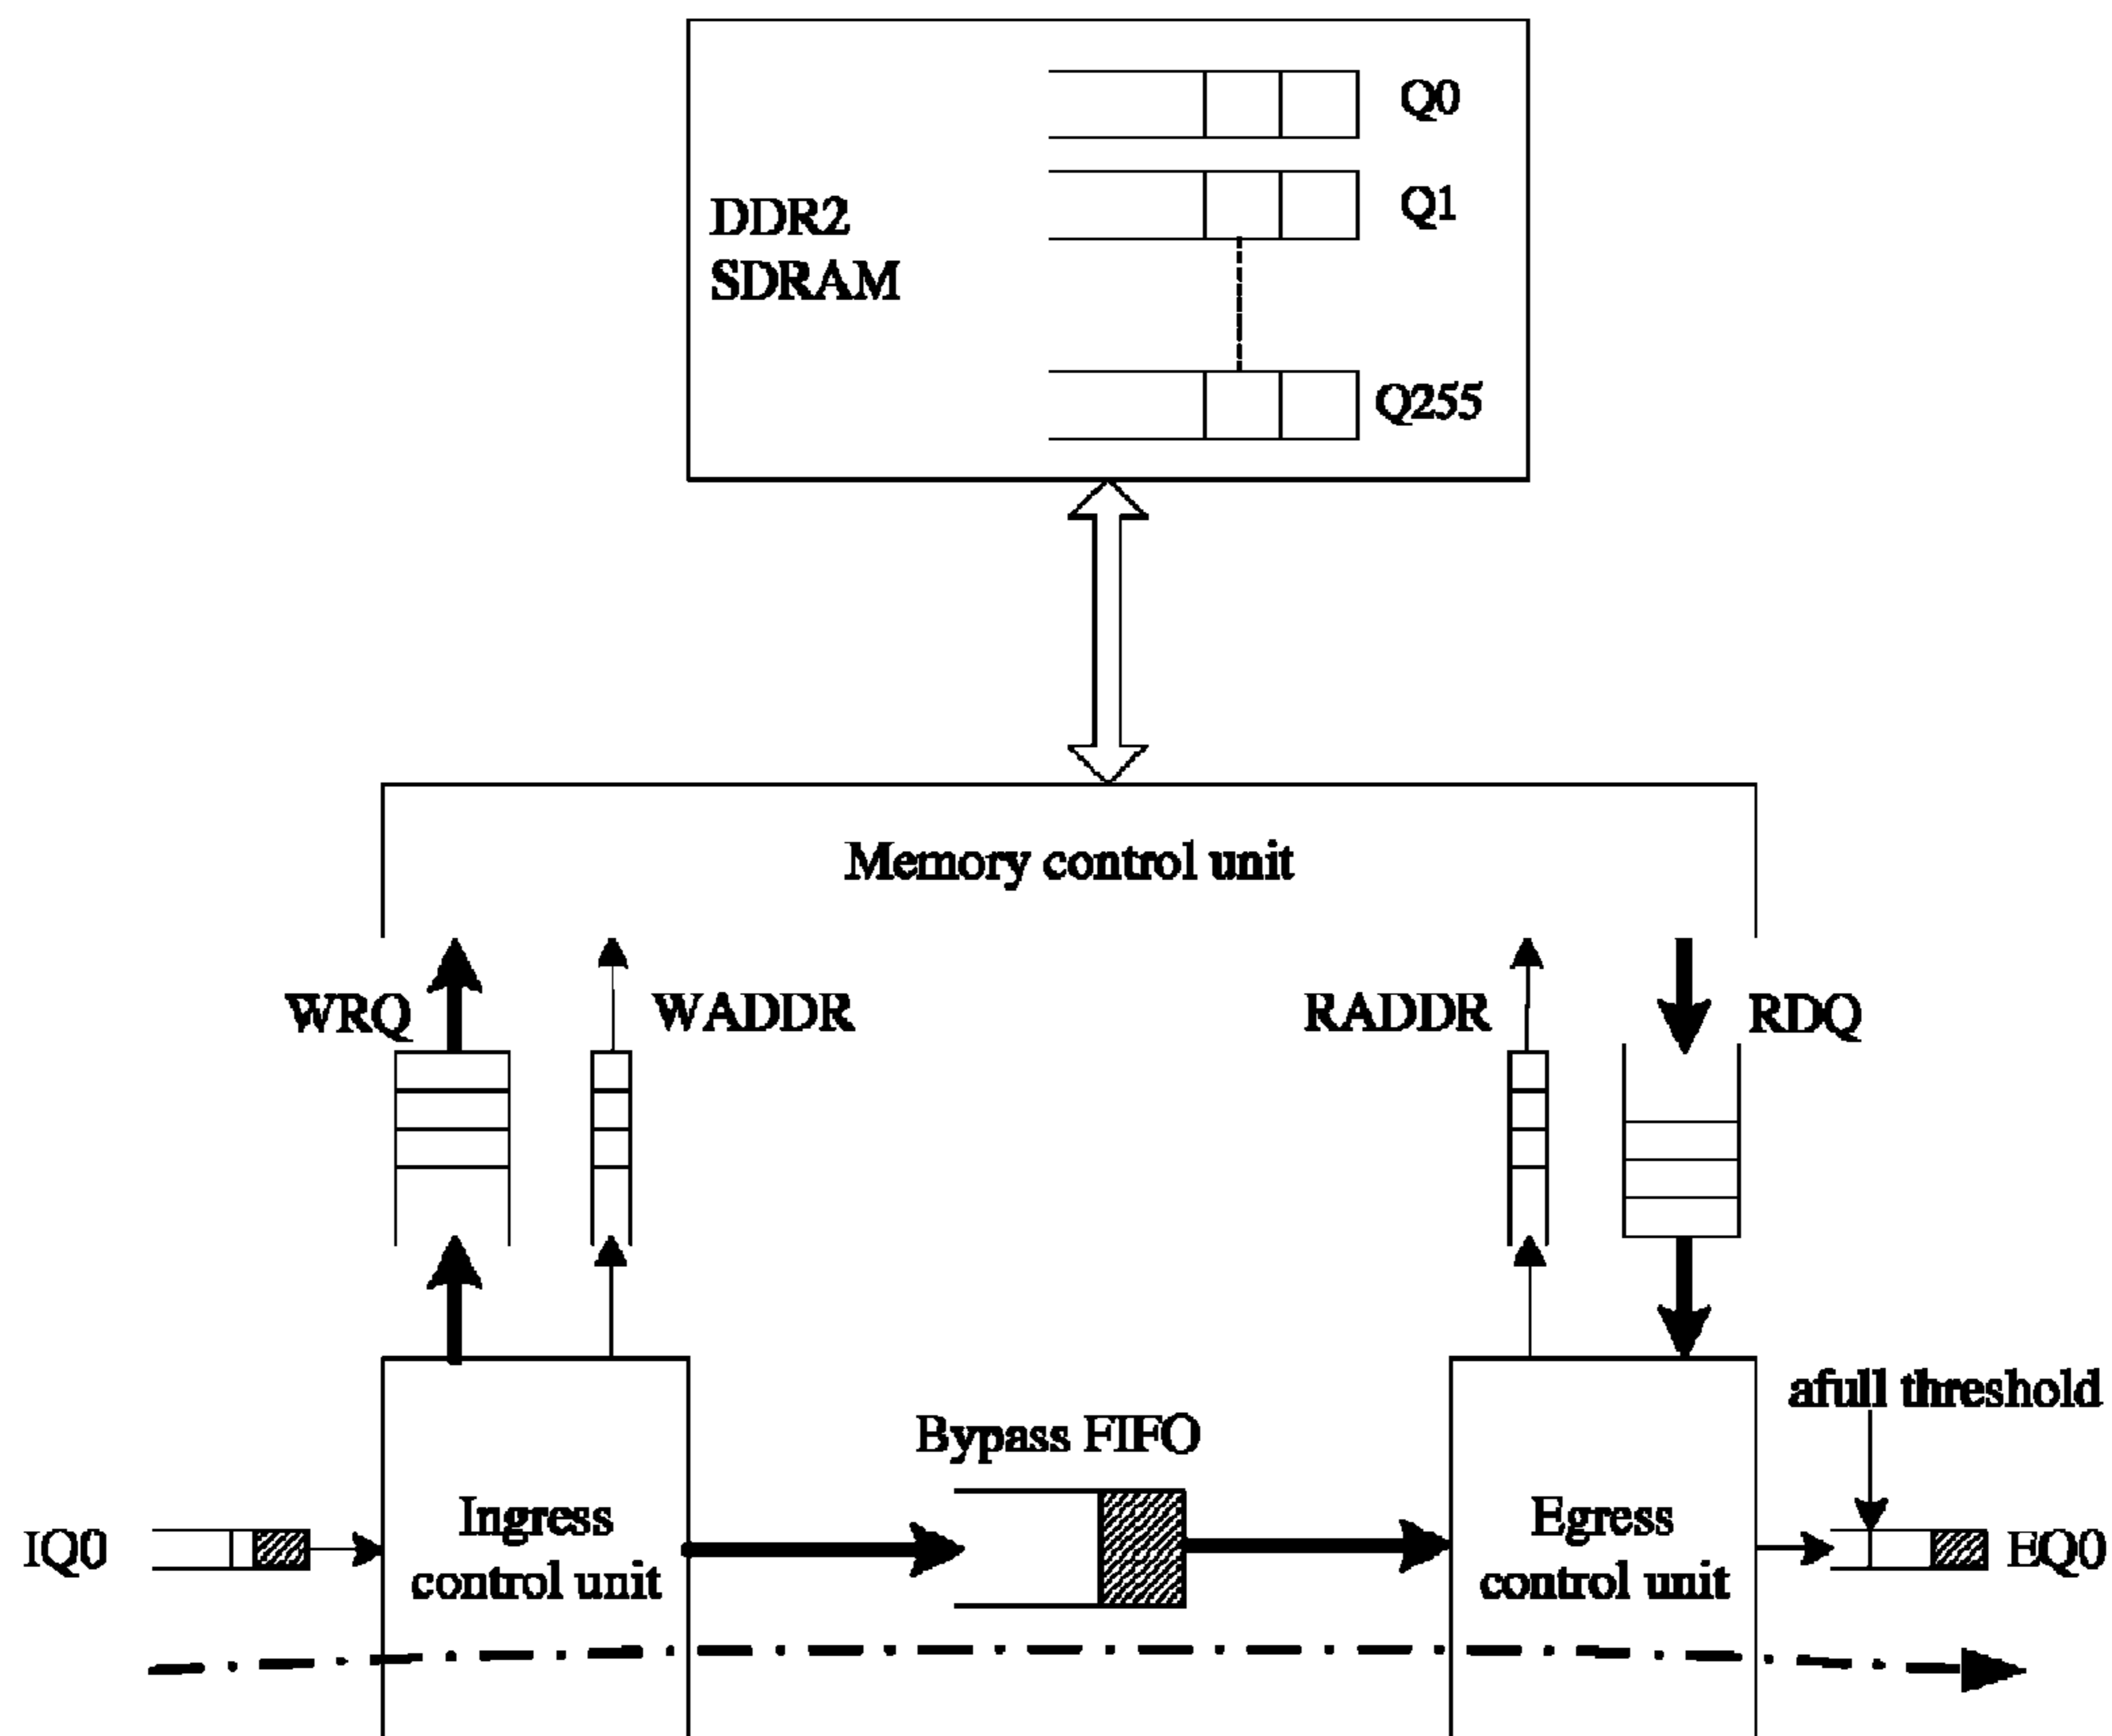 Q0
Q1
DDR2
SDRAM
Q255
Memory control unit
WRQ
WADDR
RADDR
RDQ
afull threshold
Bypass FIFO
Ingress
control unit
Egress
control unit
IQ0
EQ0